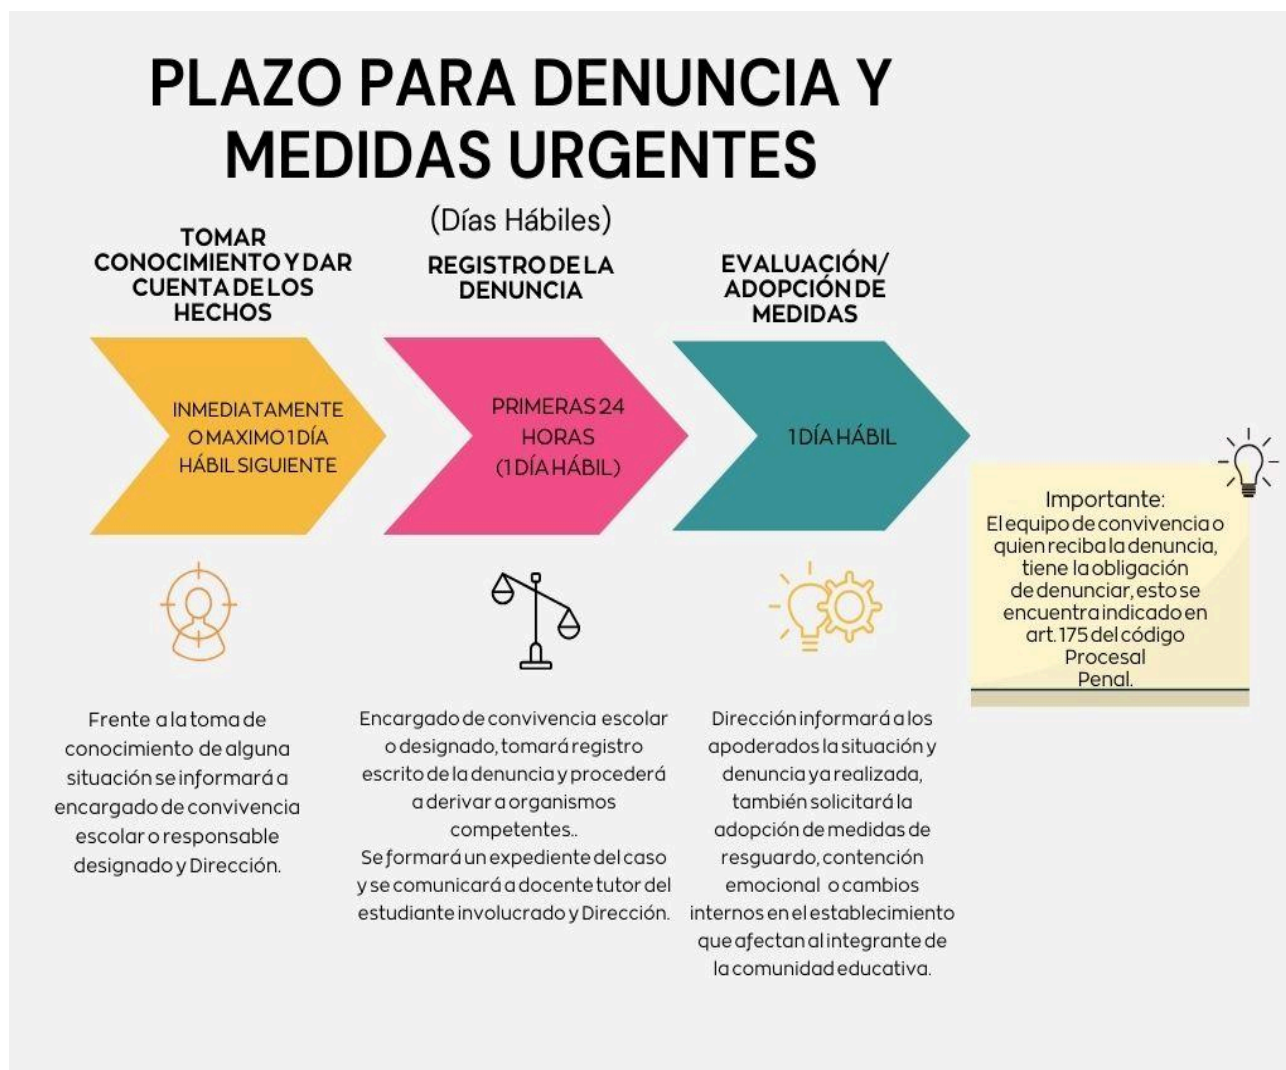 PLAZO PARA DENUNCIA Y
MEDIDAS URGENTES
(Días Hábiles)
TOMAR
CONOCIMIENTO Y DAR
CUENTA DE LOS
HECHOS
INMEDIATAMENTE
O MAXIMO 1 DÍA
HÁBIL SIGUIENTE
Frente a la toma de
conocimiento de alguna
situación se informará a
encargado de convivencia
escolar o responsable
designado y Dirección.
REGISTRO DE LA
DENUNCIA
PRIMERAS 24
HORAS
(1 DÍA HÁBIL)
Encargado de convivencia escolar
o designado, tomará registro
escrito de la denuncia y procederá
a derivar a organismos
competentes..
Se formará un expediente del caso
y se comunicará a docente tutor del
estudiante involucrado y Dirección.
EVALUACIÓN/
ADOPCIÓN DE
MEDIDAS
1 DÍA HÁBIL
Dirección informará a los
apoderados la situación y
denuncia ya realizada,
también solicitará la
adopción de medidas de
resguardo, contención
emocional o cambios
internos en el establecimiento
que afectan al integrante de
la comunidad educativa.
Importante:
El equipo de convivencia o
quien reciba la denuncia,
tiene la obligación
de denunciar, esto se
encuentra indicado en
art. 175 del código
Procesal
Penal.